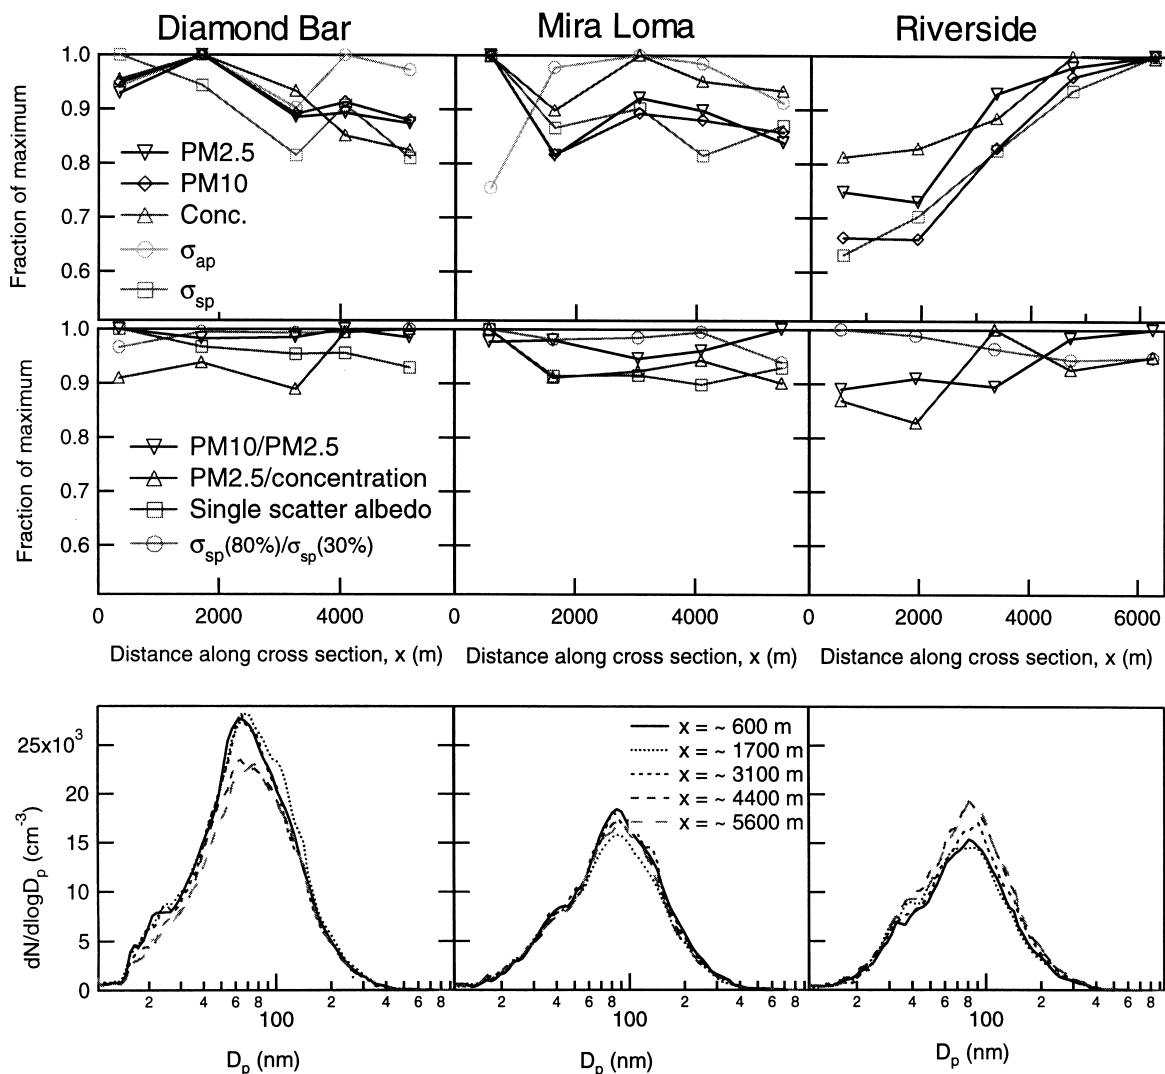 Diamond Bar Mira Loma Riverside
Fraction of maximum
1.0
0.9
0.8
0.7
0.6
PM2.5
PM10
Conc.
σap
σsp
Fraction of maximum
1.0
0.9
0.8
0.7
0.6
PM10/PM2.5
PM2.5/concentration
Single scatter albedo
σsp(80%)/σsp(30%)
0 2000 4000 0 2000 4000 0 2000 4000 6000
Distance along cross section, x (m) Distance along cross section, x (m) Distance along cross section, x (m)
dN/dlogDp (cm-3)
25x103
20
15
10
5
0
x = ~ 600 m
x = ~ 1700 m
x = ~ 3100 m
x = ~ 4400 m
x = ~ 5600 m
2 4 6 8 2 4 6 8 2 4 6 8 2 4 6 8 2 4 6 8 2 4 6 8
100 100 100
Dp (nm) Dp (nm) Dp (nm)